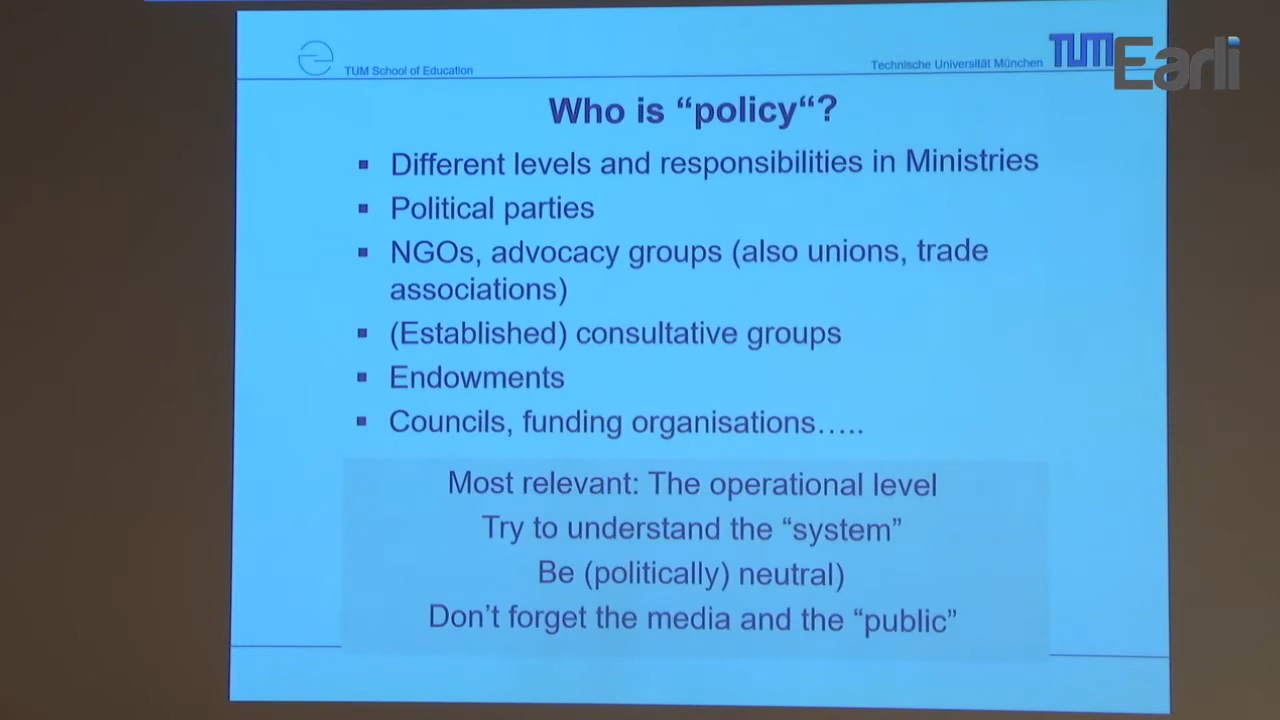 TUM School of Education
Technische Universität München
TUM
Earli
Who is “policy“?
Different levels and responsibilities in Ministries
Political parties
NGOs, advocacy groups (also unions, trade
associations)
(Established) consultative groups
Endowments
Councils, funding organisations…..
Most relevant: The operational level
Try to understand the “system”
Be (politically) neutral)
Don’t forget the media and the “public”